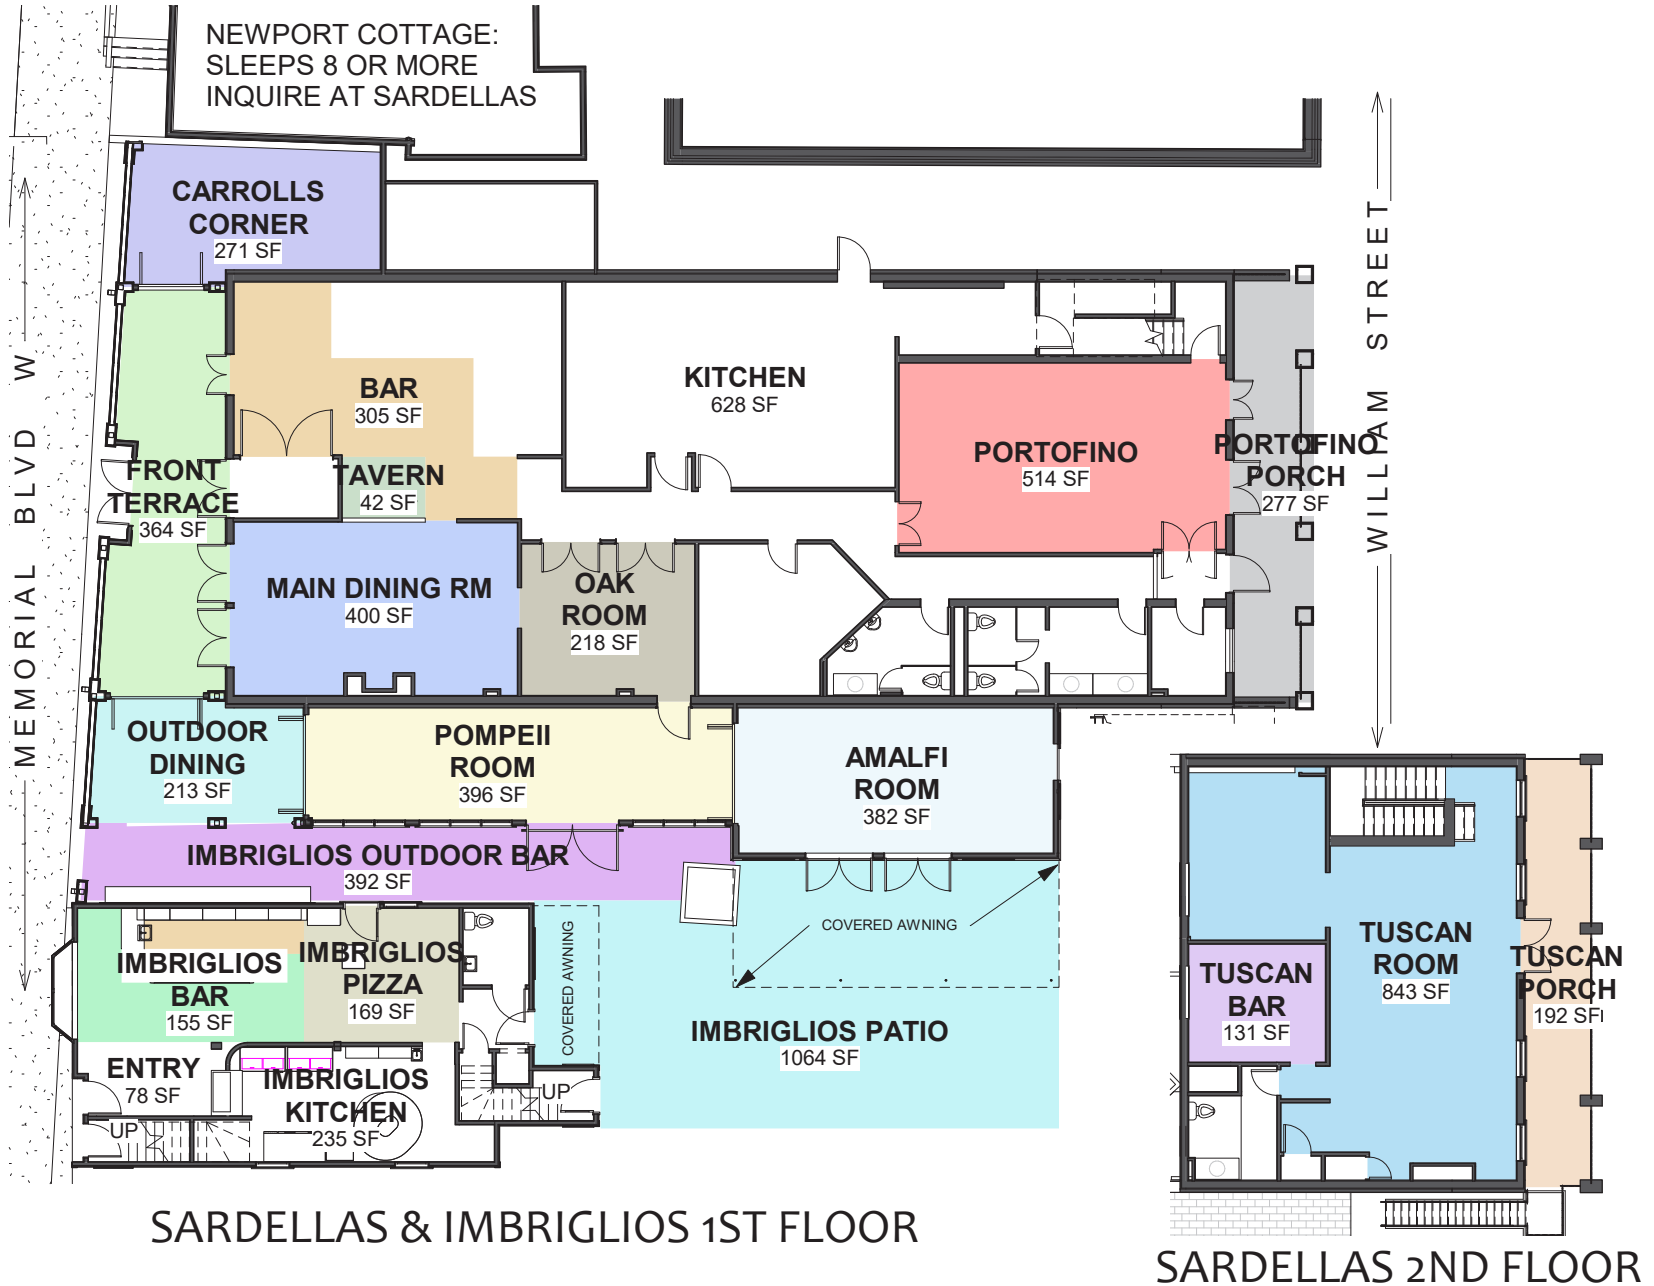 NEWPORT COTTAGE:
SLEEPS 8 OR MORE
INQUIRE AT SARDELLAS
CARROLLS
CORNER
271 SF
MEMORIAL BLVD W
WILLIAM STREET
BAR
305 SF
KITCHEN
628 SF
TAVERN
42 SF
FRONT
TERRACE
364 SF
PORTOFINO
514 SF
PORTOFINO
PORCH
277 SF
MAIN DINING RM
400 SF
OAK
ROOM
218 SF
OUTDOOR
DINING
213 SF
POMPEII
ROOM
396 SF
AMALFI
ROOM
382 SF
IMBRIGLIOS OUTDOOR BAR
392 SF
COVERED AWNING
COVERED AWNING
IMBRIGLIOS
BAR
155 SF
IMBRIGLIOS
PIZZA
169 SF
IMBRIGLIOS PATIO
1064 SF
ENTRY
78 SF
IMBRIGLIOS
KITCHEN
235 SF
UP
UP
TUSCAN
ROOM
843 SF
TUSCAN
BAR
131 SF
TUSCAN
PORCH
192 SF
SARDELLAS & IMBRIGLIOS 1ST FLOOR
SARDELLAS 2ND FLOOR